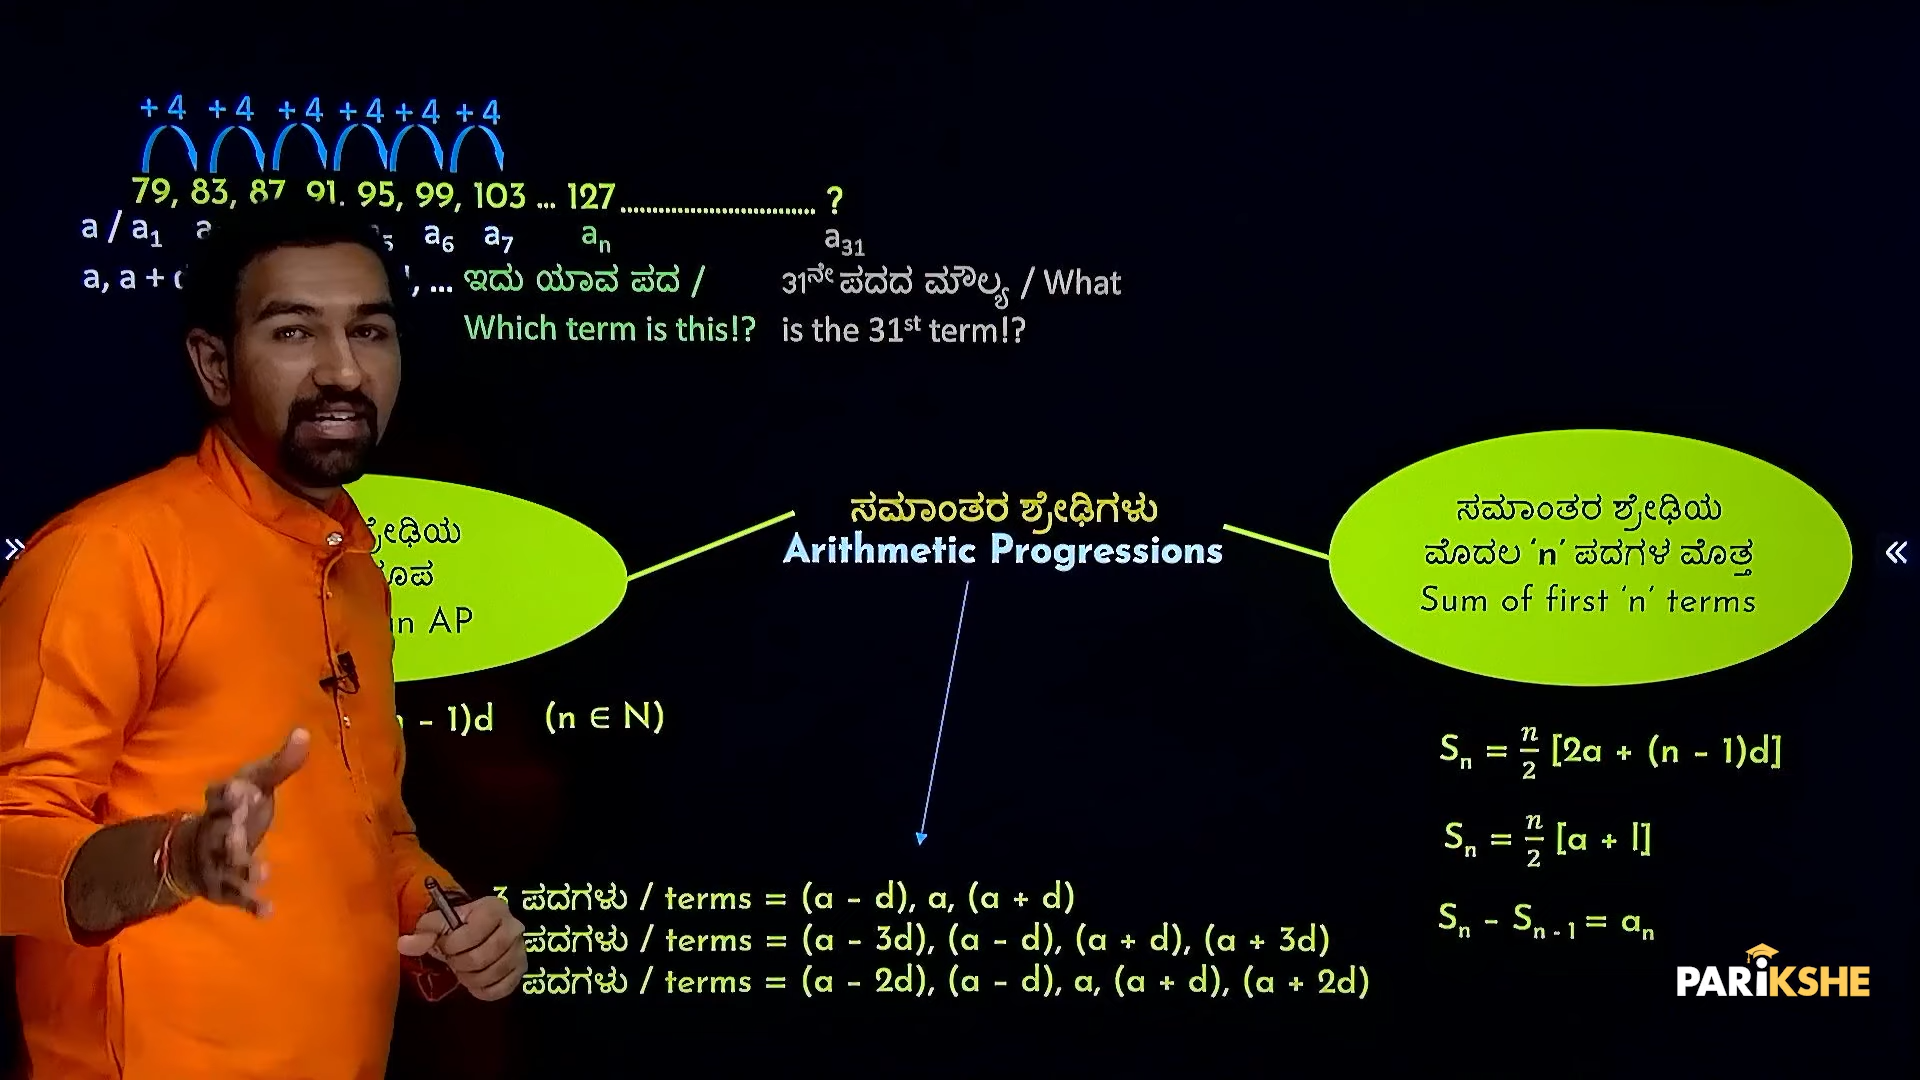 + 4 + 4 + 4 + 4 + 4 + 4
79, 83, 87 91. 95, 99, 103 ... 127 ............................... ?
a / a₁ a₆ a₇ aₙ a₃₁
a, a + , ... ಇದು ಯಾವ ಪದ /
Which term is this!?
31ನೇ ಪದದ ಮೌಲ್ಯ / What
is the 31ˢᵗ term!?
AP
- 1)d (n ∈ N)
ಸಮಾಂತರ ಶ್ರೇಢಿಗಳು
Arithmetic Progressions
ಸಮಾಂತರ ಶ್ರೇಢಿಯ
ಮೊದಲ ‘n’ ಪದಗಳ ಮೊತ್ತ
Sum of first ‘n’ terms
Sₙ = n/2 [2a + (n - 1)d]
Sₙ = n/2 [a + l]
Sₙ - Sₙ₋₁ = aₙ
3 ಪದಗಳು / terms = (a - d), a, (a + d)
ಪದಗಳು / terms = (a - 3d), (a - d), (a + d), (a + 3d)
ಪದಗಳು / terms = (a - 2d), (a - d), a, (a + d), (a + 2d)
PARiKSHE